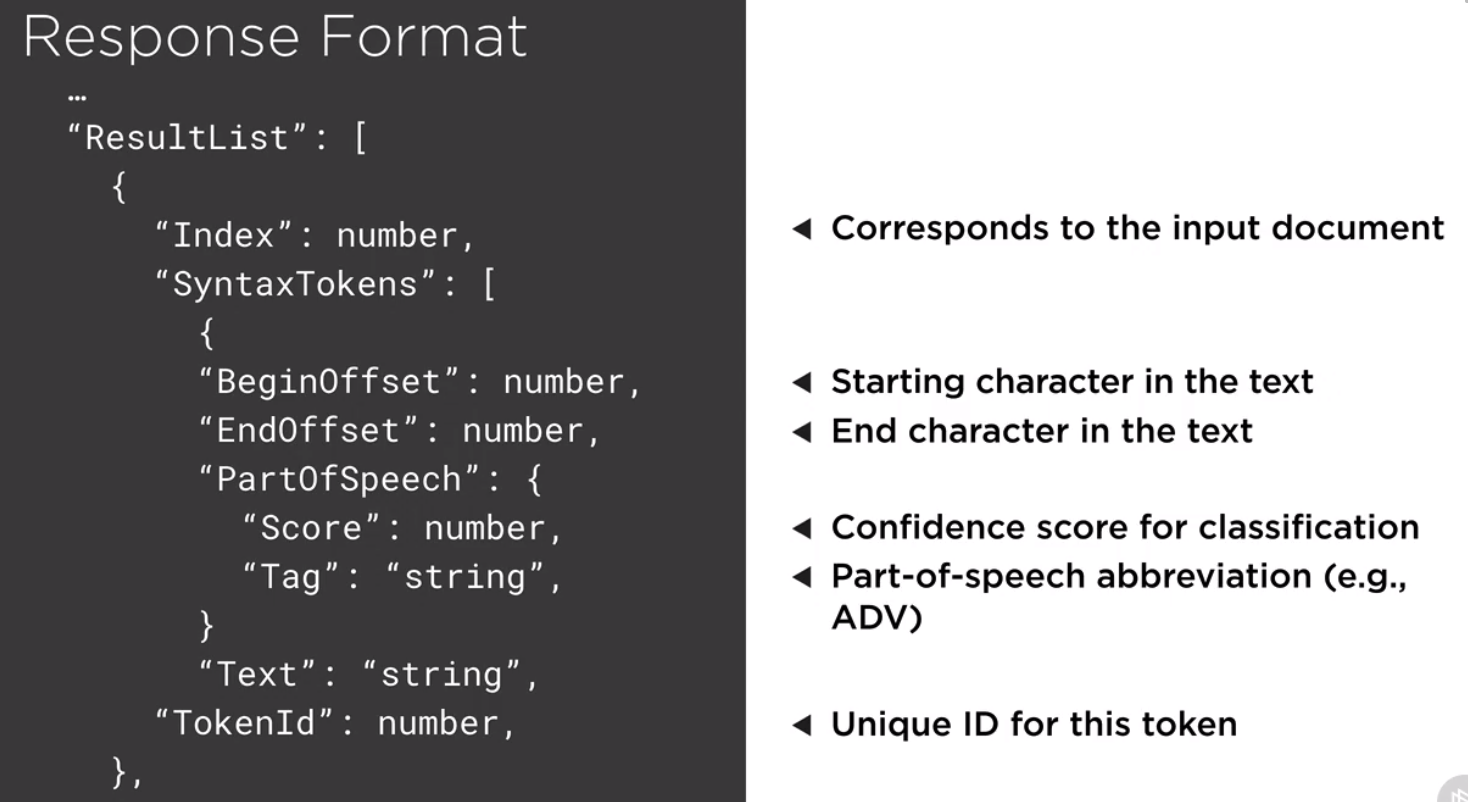 Response Format
…
“ResultList”: [
{
“Index”: number,
◄ Corresponds to the input document
“SyntaxTokens”: [
{
“BeginOffset”: number,
◄ Starting character in the text
“EndOffset”: number,
◄ End character in the text
“PartOfSpeech”: {
“Score”: number,
◄ Confidence score for classification
“Tag”: “string”,
◄ Part-of-speech abbreviation (e.g.,
ADV)
}
“Text”: “string”,
“TokenId”: number,
◄ Unique ID for this token
},